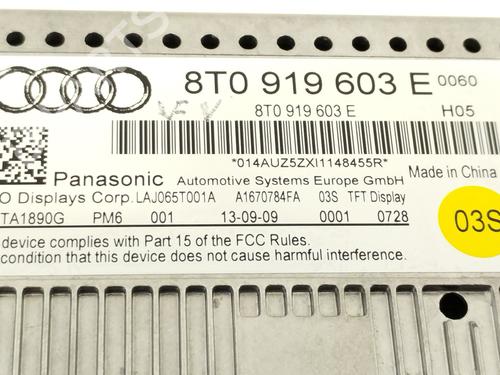 8T0 919 603 E 0060
8T0 919 603 E H05
*014AUZ5ZXI1148455R*
Made in China
Panasonic Automotive Systems Europe GmbH
O Displays Corp. LAJ065T001A A1670784FA 03S TFT Display
TA1890G PM6 001 13-09-09 0001 0728
device complies with Part 15 of the FCC Rules.
condition that this device does not cause harmful interference.
03S